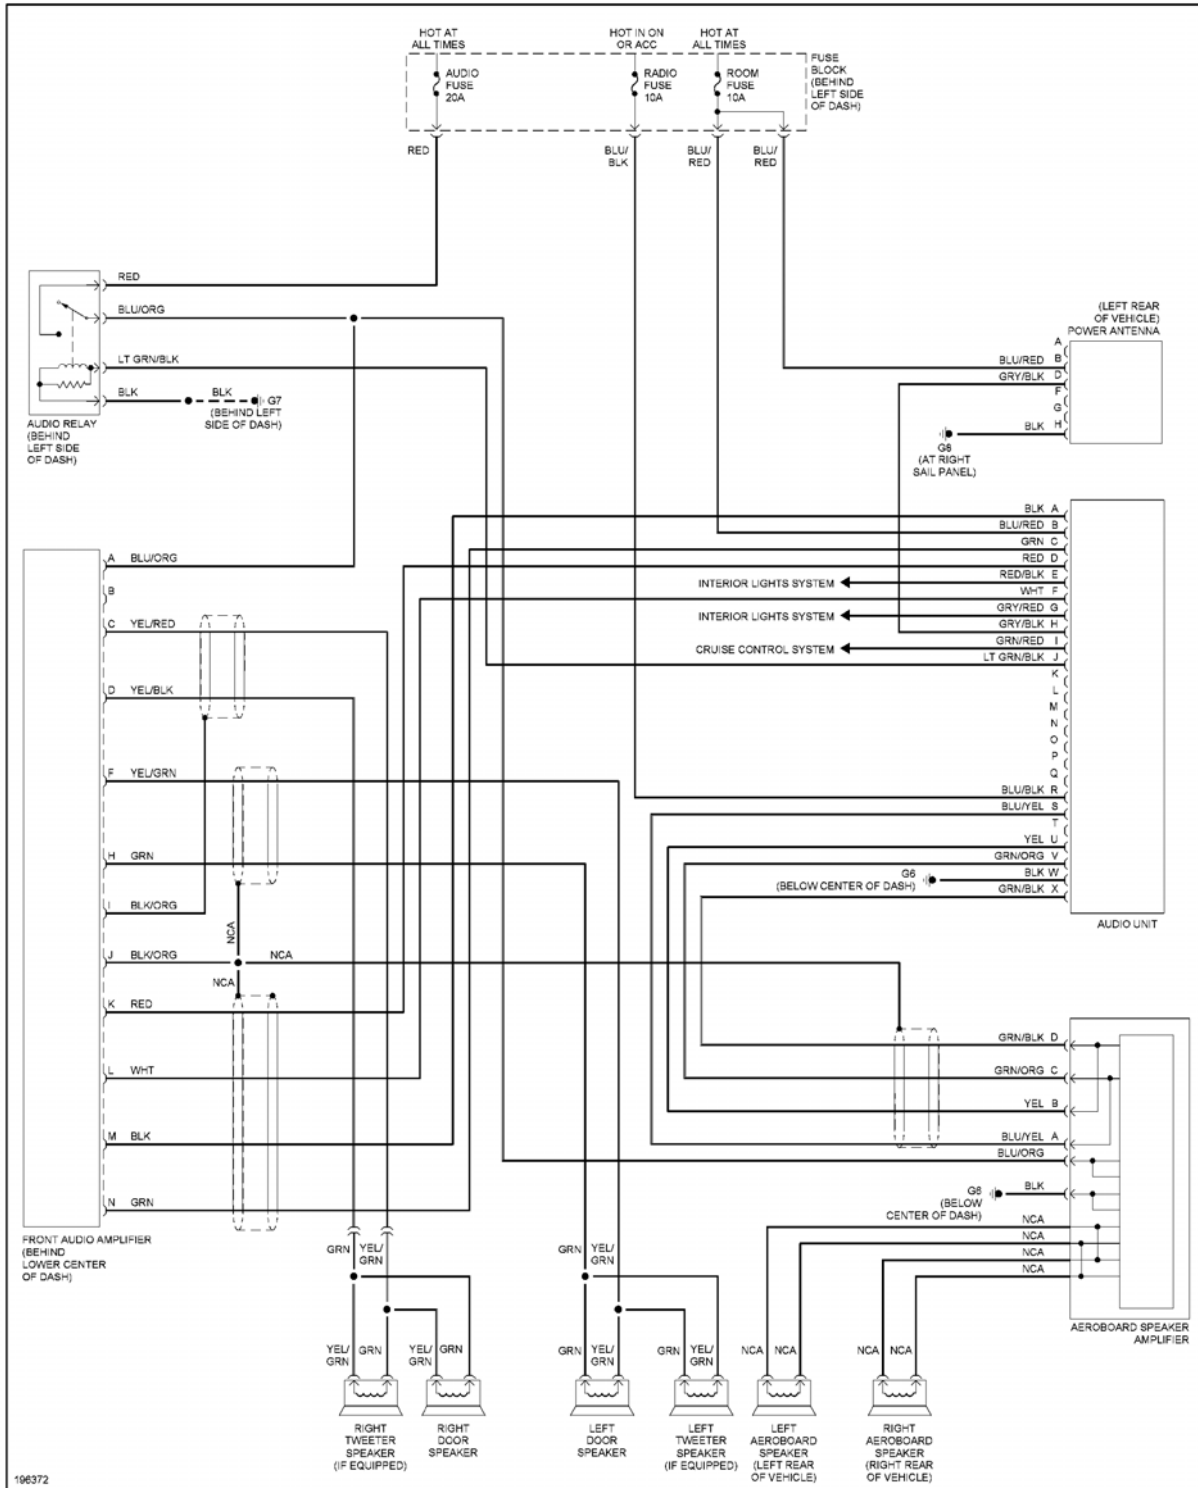 HOT AT
ALL TIMES
HOT IN ON
OR ACC
HOT AT
ALL TIMES
AUDIO
FUSE
20A
RADIO
FUSE
10A
ROOM
FUSE
10A
FUSE
BLOCK
(BEHIND
LEFT SIDE
OF DASH)
RED
BLU/
BLK
BLU/
RED
BLU/
RED
RED
BLU/ORG
LT GRN/BLK
BLK
BLK
G7
(BEHIND LEFT
SIDE OF DASH)
AUDIO RELAY
(BEHIND
LEFT SIDE
OF DASH)
(LEFT REAR
OF VEHICLE)
POWER ANTENNA
A
BLU/RED B
GRY/BLK D
F
G
BLK H
G8
(AT RIGHT
SAIL PANEL)
BLK A
BLU/RED B
GRN C
RED D
INTERIOR LIGHTS SYSTEM RED/BLK E
WHT F
INTERIOR LIGHTS SYSTEM GRY/RED G
GRY/BLK H
CRUISE CONTROL SYSTEM GRN/RED I
LT GRN/BLK J
K
L
M
N
O
P
Q
BLU/BLK R
BLU/YEL S
T
YEL U
GRN/ORG V
G6
(BELOW CENTER OF DASH)
BLK W
GRN/BLK X
AUDIO UNIT
A BLU/ORG
B
C YEL/RED
D YEL/BLK
F YEL/GRN
H GRN
I BLK/ORG
J BLK/ORG
K RED
L WHT
M BLK
N GRN
NCA
NCA
NCA
FRONT AUDIO AMPLIFIER
(BEHIND
LOWER CENTER
OF DASH)
GRN/BLK D
GRN/ORG C
YEL B
BLU/YEL A
BLU/ORG
BLK
G6
(BELOW
CENTER OF DASH)
NCA
NCA
NCA
NCA
AEROBOARD SPEAKER
AMPLIFIER
GRN
YEL/
GRN
GRN
YEL/
GRN
YEL/
GRN
GRN
YEL/
GRN
GRN
GRN
YEL/
GRN
GRN
YEL/
GRN
NCA
NCA
NCA
NCA
RIGHT
TWEETER
SPEAKER
(IF EQUIPPED)
RIGHT
DOOR
SPEAKER
LEFT
DOOR
SPEAKER
LEFT
TWEETER
SPEAKER
(IF EQUIPPED)
LEFT
AEROBOARD
SPEAKER
(LEFT REAR
OF VEHICLE)
RIGHT
AEROBOARD
SPEAKER
(RIGHT REAR
OF VEHICLE)
196372